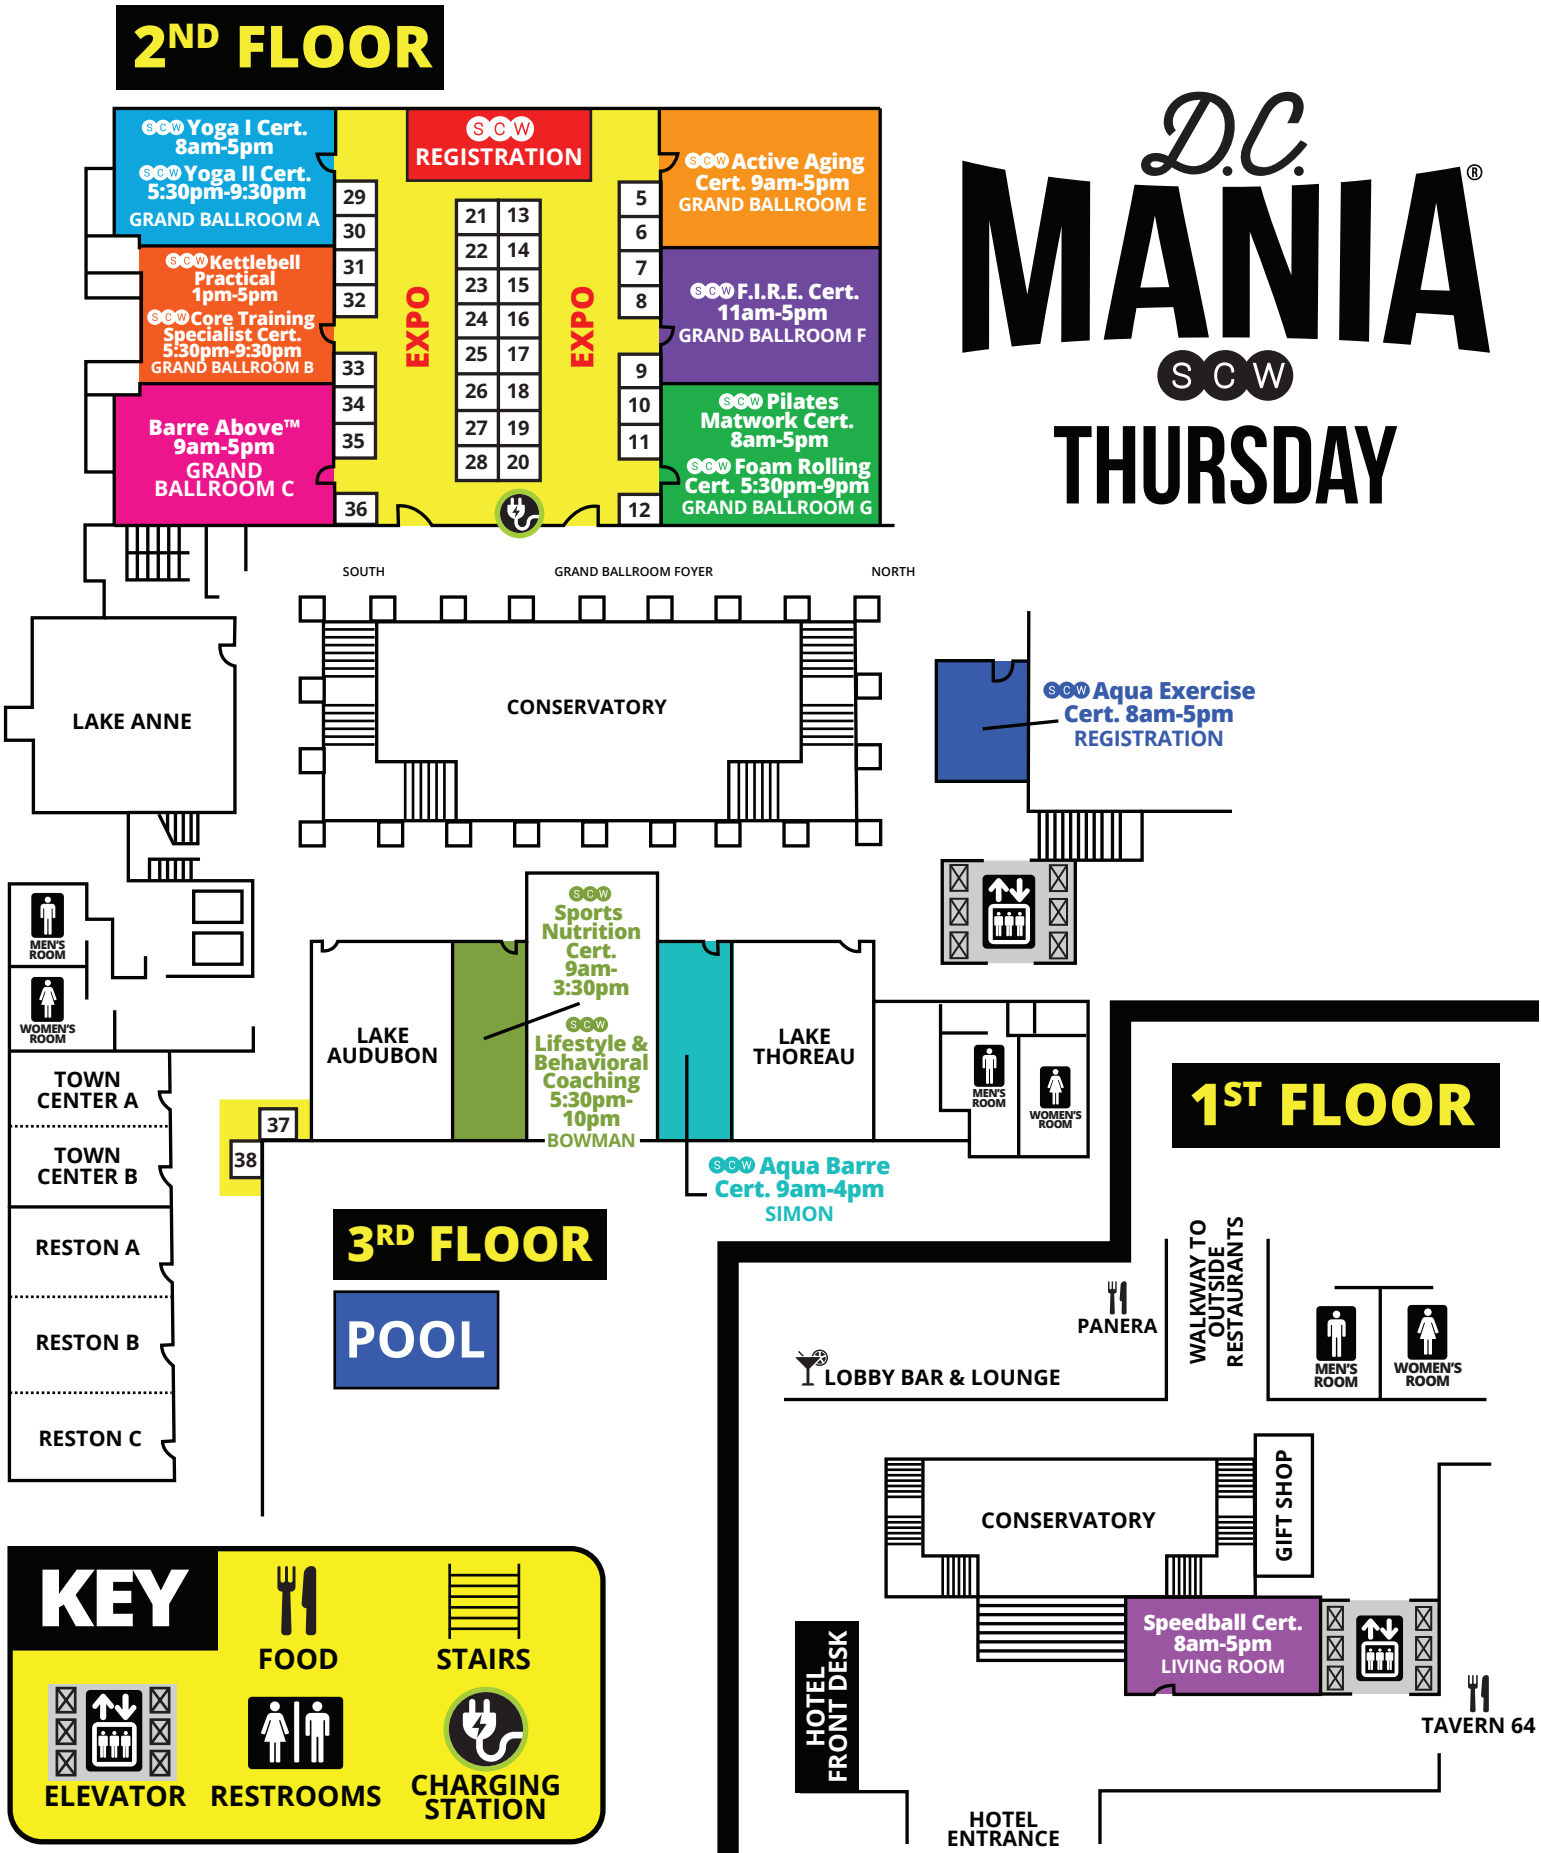 2ND FLOOR
D.C.
MANIA®
SCW
THURSDAY
SCW Yoga I Cert.
8am-5pm
SCW Yoga II Cert.
5:30pm-9:30pm
GRAND BALLROOM A
SCW Kettlebell
Practical
1pm-5pm
SCW Core Training
Specialist Cert.
5:30pm-9:30pm
GRAND BALLROOM B
Barre Above™
9am-5pm
GRAND
BALLROOM C
SCW
REGISTRATION
29
30
31
32
33
34
35
36
EXPO
21 13
22 14
23 15
24 16
25 17
26 18
27 19
28 20
EXPO
5
6
7
8
9
10
11
12
SCW Active Aging
Cert. 9am-5pm
GRAND BALLROOM E
SCW F.I.R.E. Cert.
11am-5pm
GRAND BALLROOM F
SCW Pilates
Matwork Cert.
8am-5pm
SCW Foam Rolling
Cert. 5:30pm-9pm
GRAND BALLROOM G
SOUTH
GRAND BALLROOM FOYER
NORTH
LAKE ANNE
CONSERVATORY
SCW Aqua Exercise
Cert. 8am-5pm
REGISTRATION
MEN'S
ROOM
WOMEN'S
ROOM
LAKE
AUDUBON
SCW
Sports
Nutrition
Cert.
9am-
3:30pm
SCW
Lifestyle &
Behavioral
Coaching
5:30pm-
10pm
BOWMAN
LAKE
THOREAU
MEN'S
ROOM
WOMEN'S
ROOM
SCW Aqua Barre
Cert. 9am-4pm
SIMON
TOWN
CENTER A
TOWN
CENTER B
RESTON A
RESTON B
RESTON C
37
38
3RD FLOOR
POOL
1ST FLOOR
PANERA
WALKWAY TO
OUTSIDE
RESTAURANTS
LOBBY BAR & LOUNGE
MEN'S
ROOM
WOMEN'S
ROOM
CONSERVATORY
GIFT SHOP
Speedball Cert.
8am-5pm
LIVING ROOM
HOTEL
FRONT DESK
TAVERN 64
HOTEL
ENTRANCE
KEY
FOOD
STAIRS
ELEVATOR
RESTROOMS
CHARGING
STATION